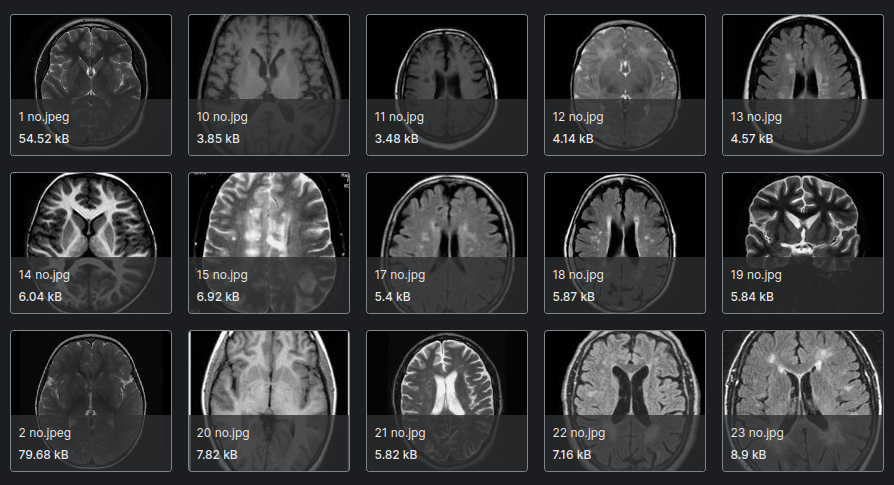 1 no.jpeg
54.52 kB
10 no.jpg
3.85 kB
11 no.jpg
3.48 kB
12 no.jpg
4.14 kB
13 no.jpg
4.57 kB
14 no.jpg
6.04 kB
15 no.jpg
6.92 kB
17 no.jpg
5.4 kB
18 no.jpg
5.87 kB
19 no.jpg
5.84 kB
2 no.jpeg
79.68 kB
20 no.jpg
7.82 kB
21 no.jpg
5.82 kB
22 no.jpg
7.16 kB
23 no.jpg
8.9 kB